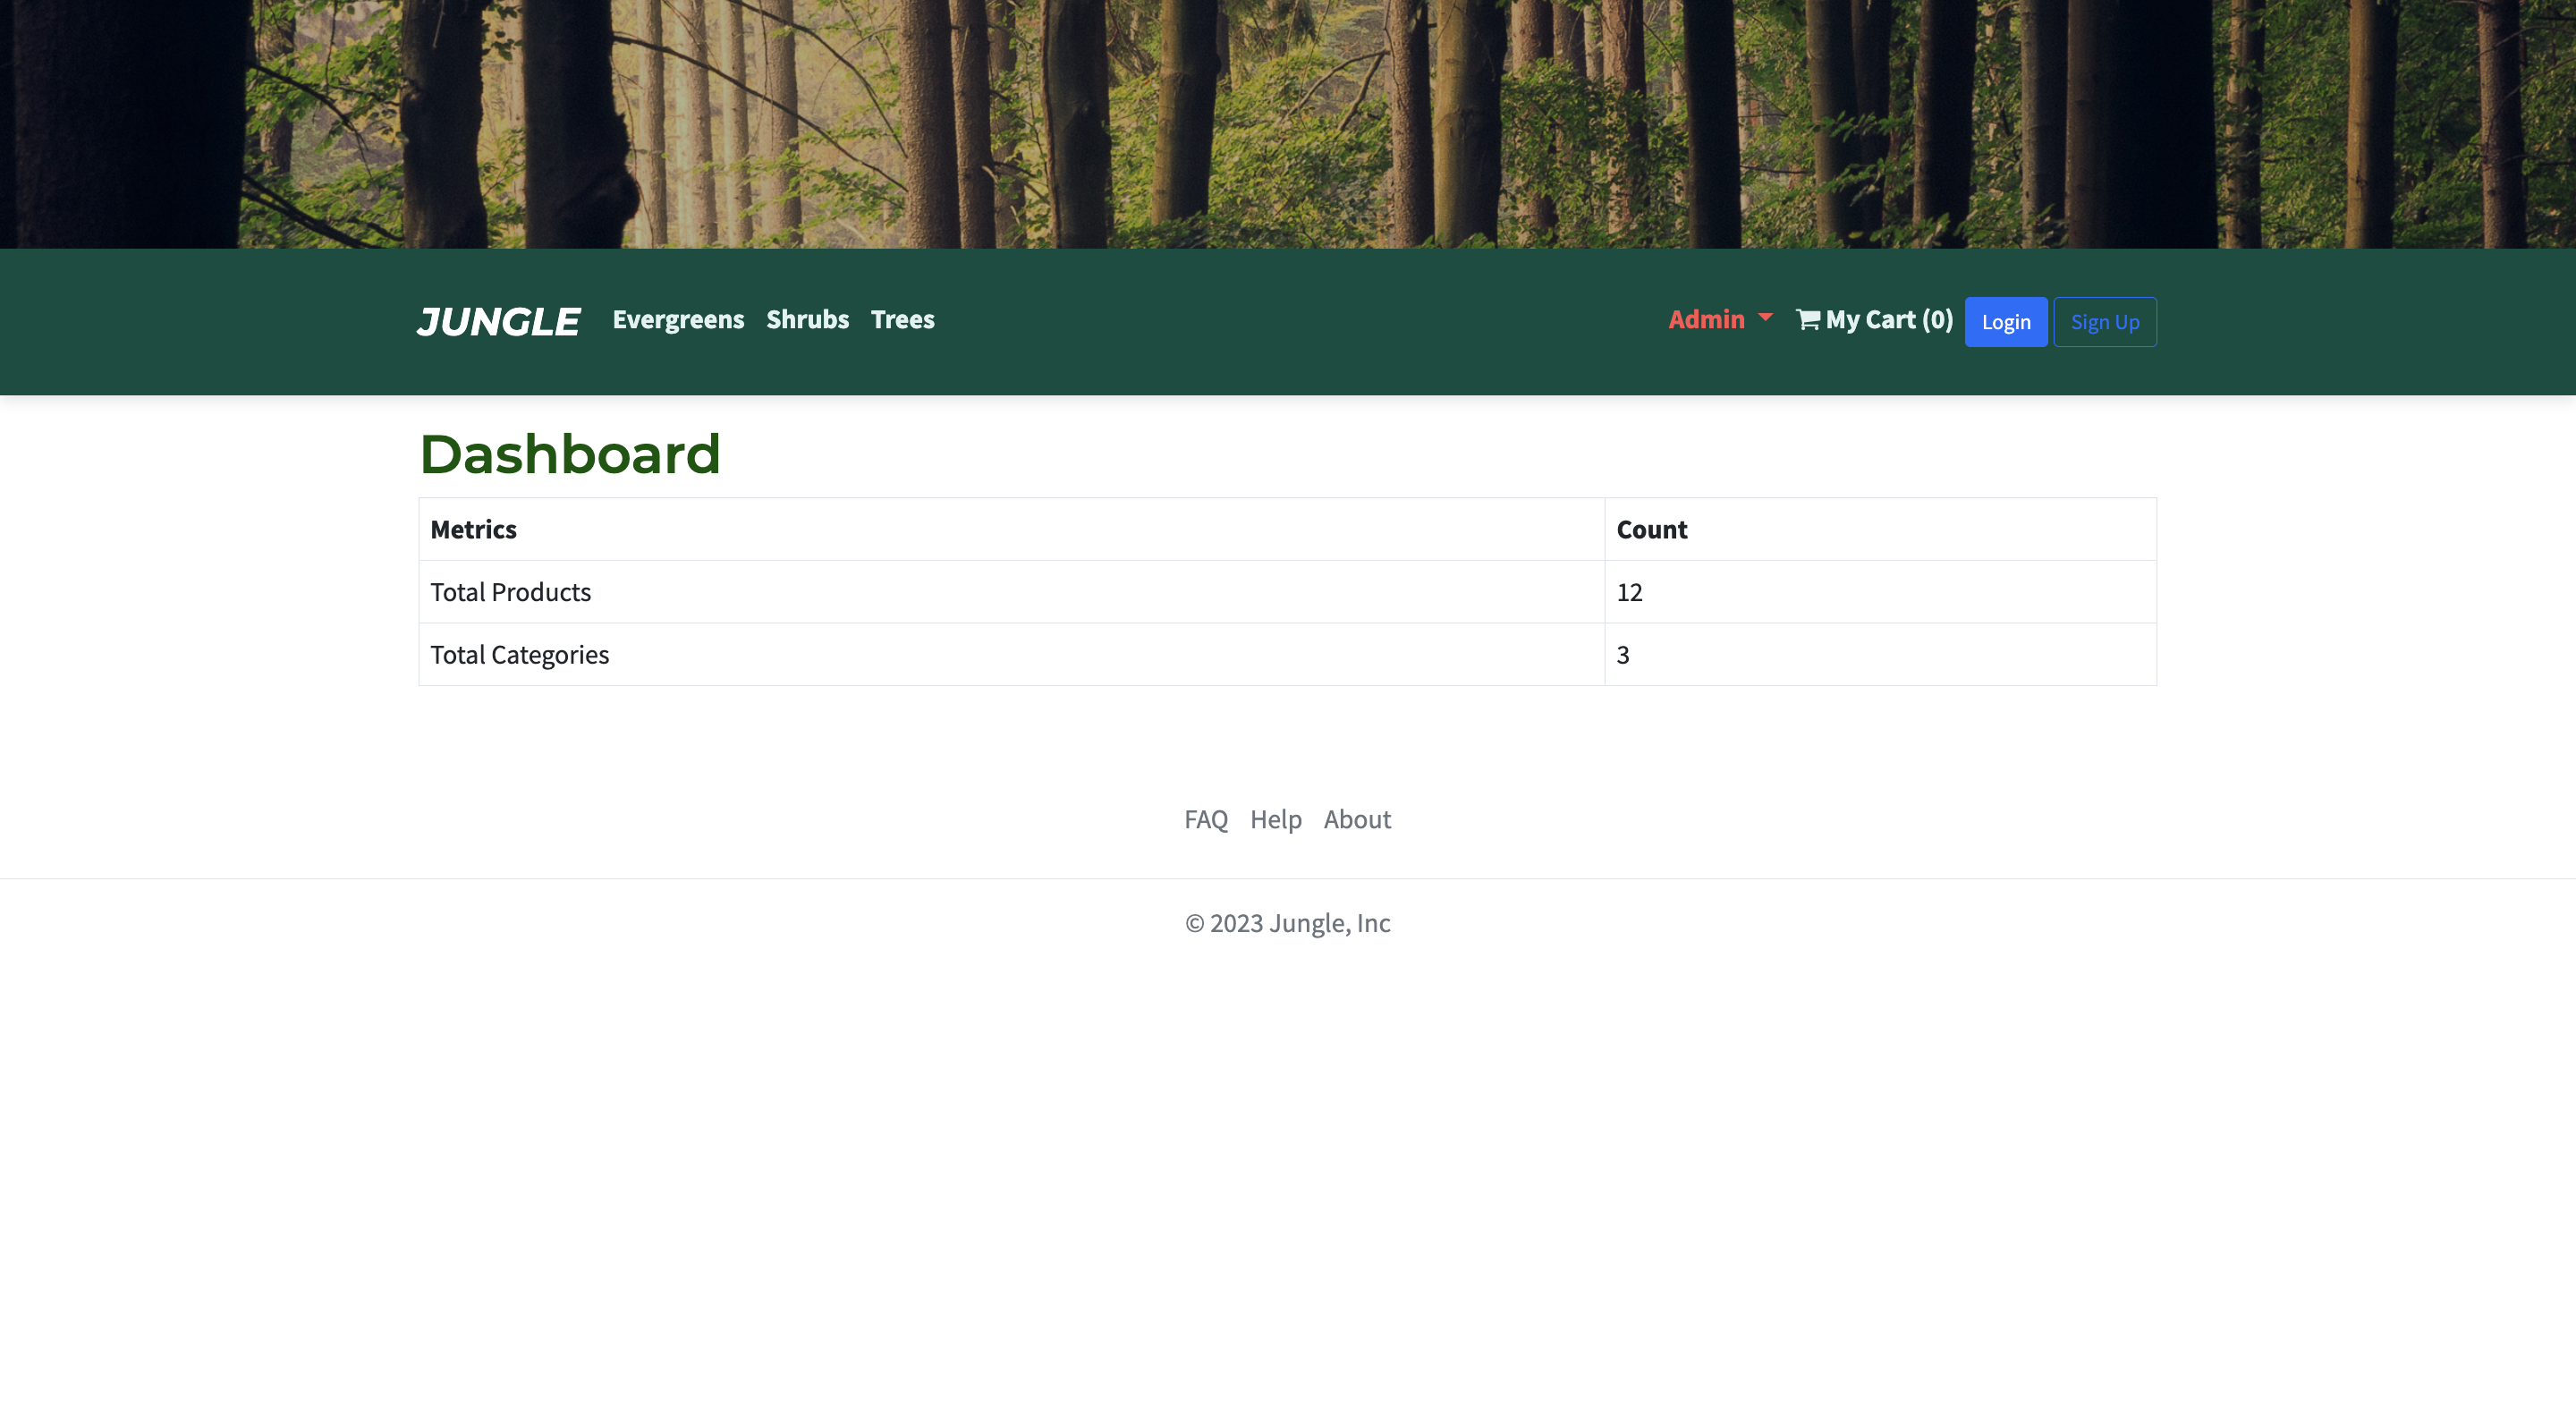 JUNGLE Evergreens Shrubs Trees Admin My Cart (0) Login Sign Up
Dashboard
Metrics Count
Total Products 12
Total Categories 3
FAQ Help About
© 2023 Jungle, Inc